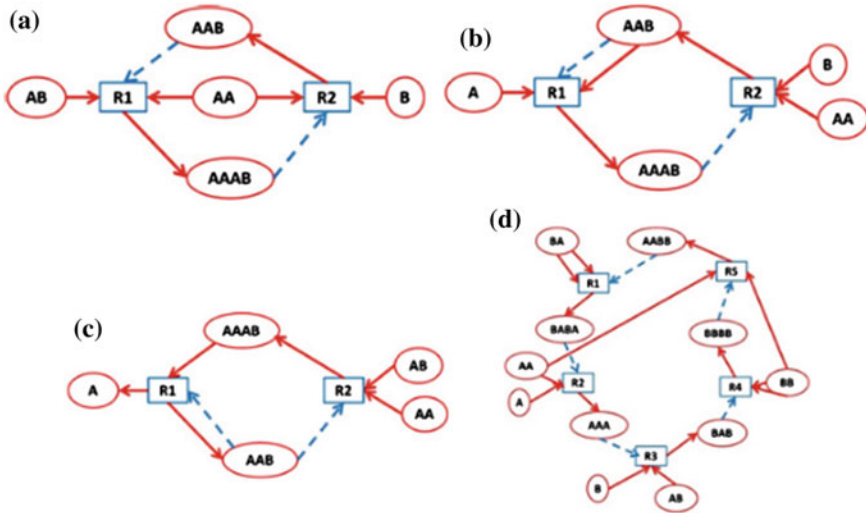 (a)
AAB
AB R1 AA R2 B
AAAB
(b)
AAB
A R1 R2 B
AA
AAAB
(c)
AAAB
A R1 R2 AB
AA
AAB
(d)
BA AABB
R1 R5
BABA BBBB
AA
R2 R4 BB
A
AAA BAB
R3
B AB